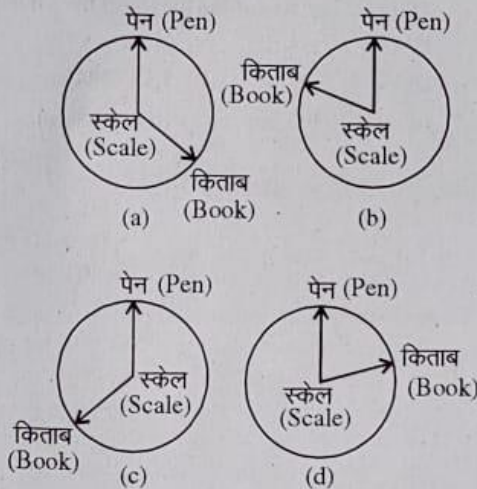 पेन (Pen)
स्केल
(Scale)
किताब
(Book)
(a)
पेन (Pen)
किताब
(Book)
स्केल
(Scale)
(b)
पेन (Pen)
स्केल
(Scale)
किताब
(Book)
(c)
पेन (Pen)
किताब
(Book)
स्केल
(Scale)
(d)